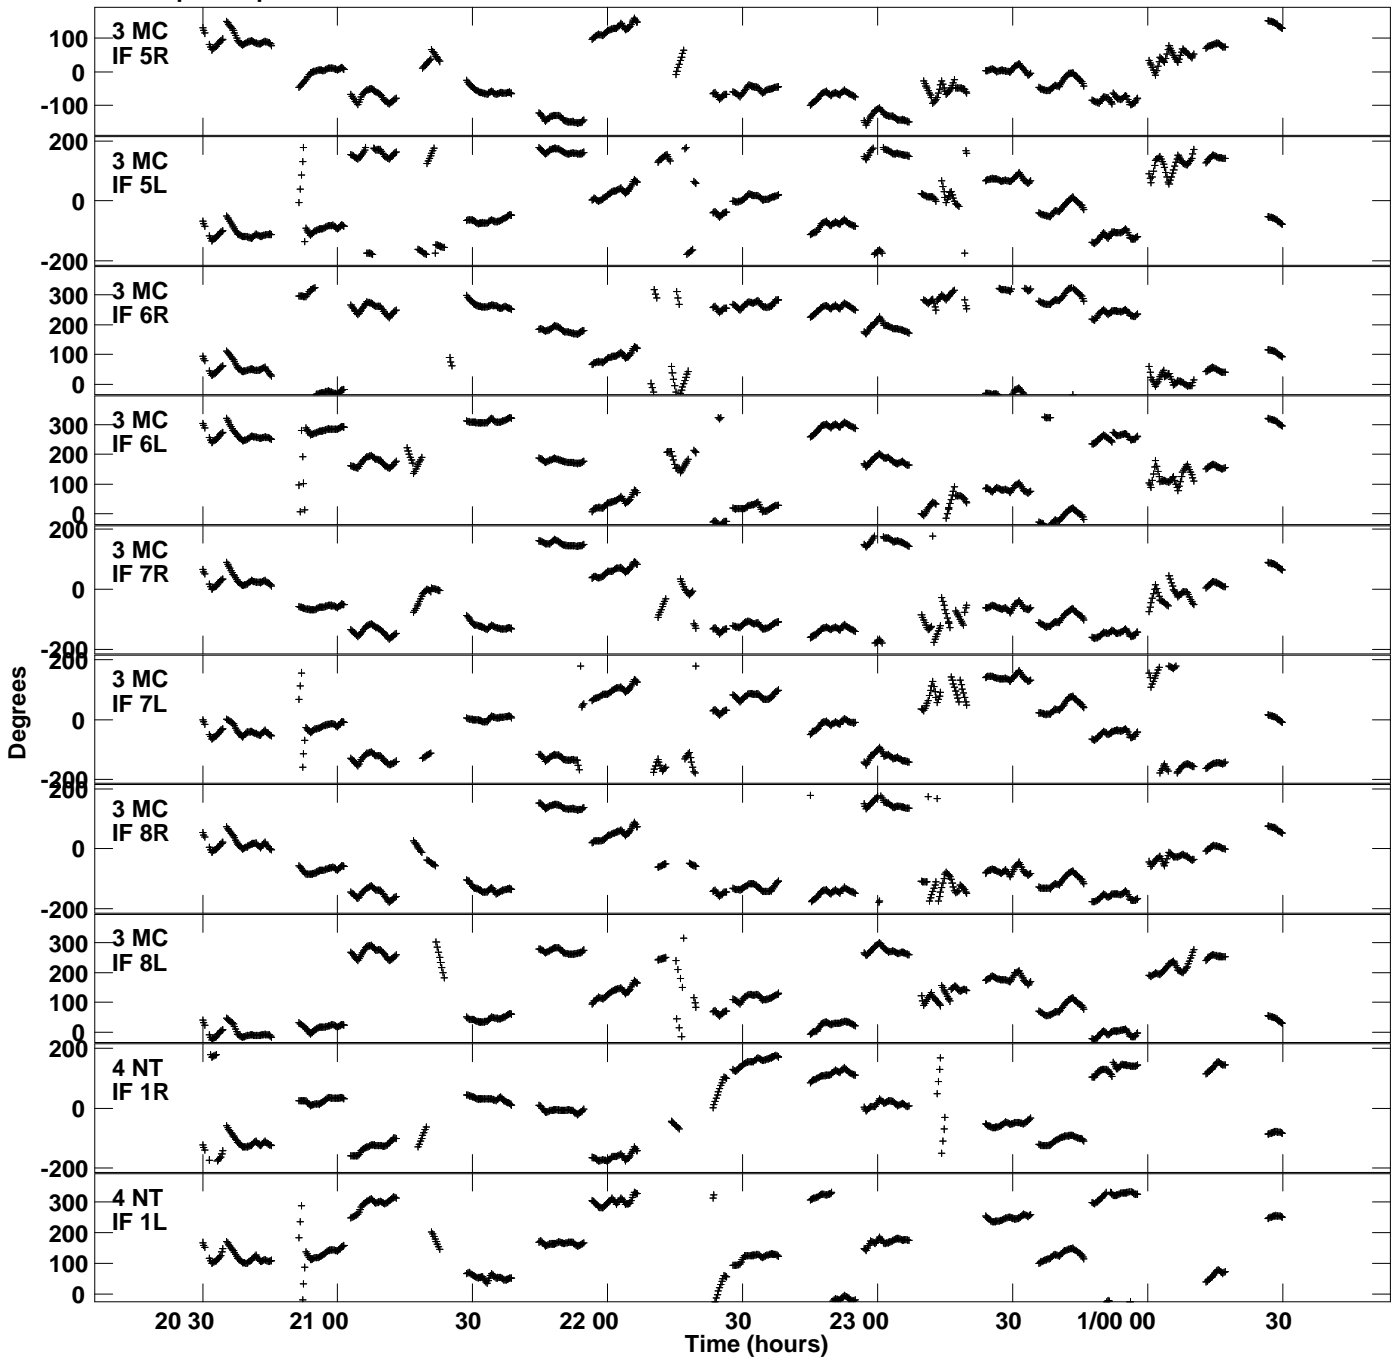 3 MC
IF 5R
100
0
-100
3 MC
IF 5L
200
0
-200
3 MC
IF 6R
300
200
100
0
3 MC
IF 6L
300
200
100
0
3 MC
IF 7R
200
0
-200
3 MC
IF 7L
200
0
-200
3 MC
IF 8R
200
0
-200
3 MC
IF 8L
300
200
100
0
4 NT
IF 1R
200
0
-200
4 NT
IF 1L
300
200
100
0
Degrees
20 30 21 00 30 22 00 30 23 00 30 1/00 00 30
Time (hours)